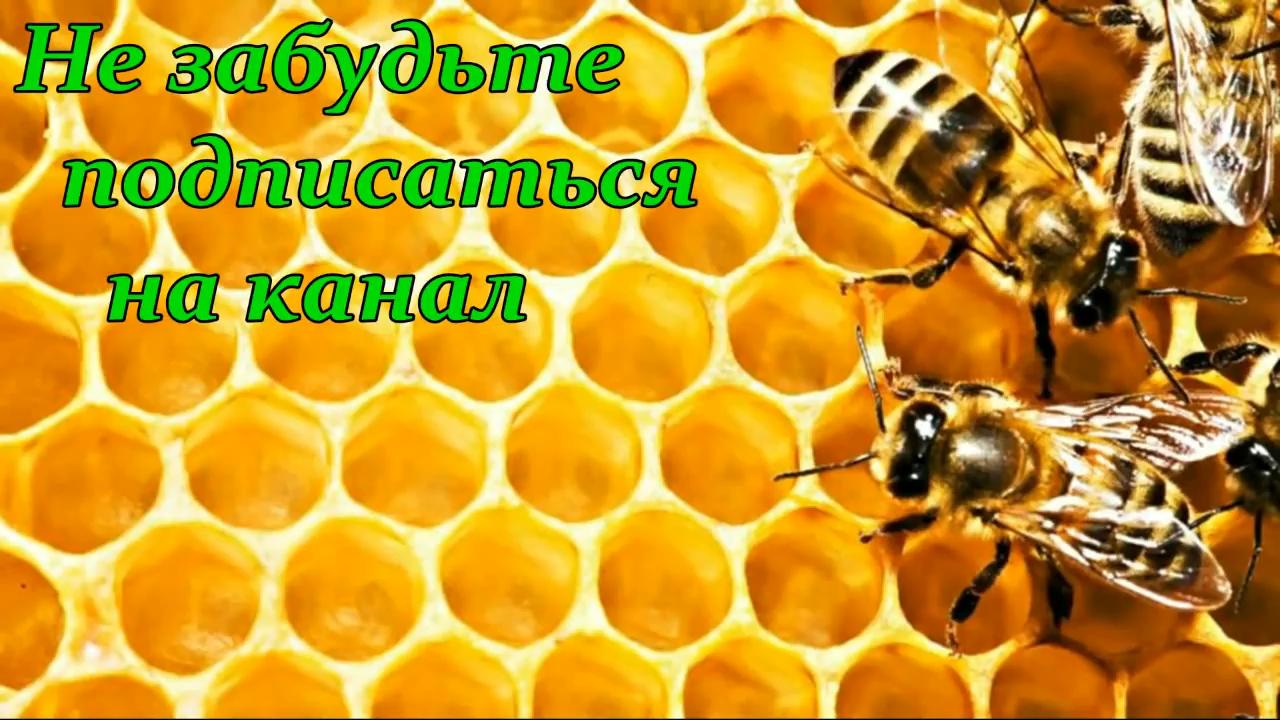 Не забудьте
подписаться
на канал